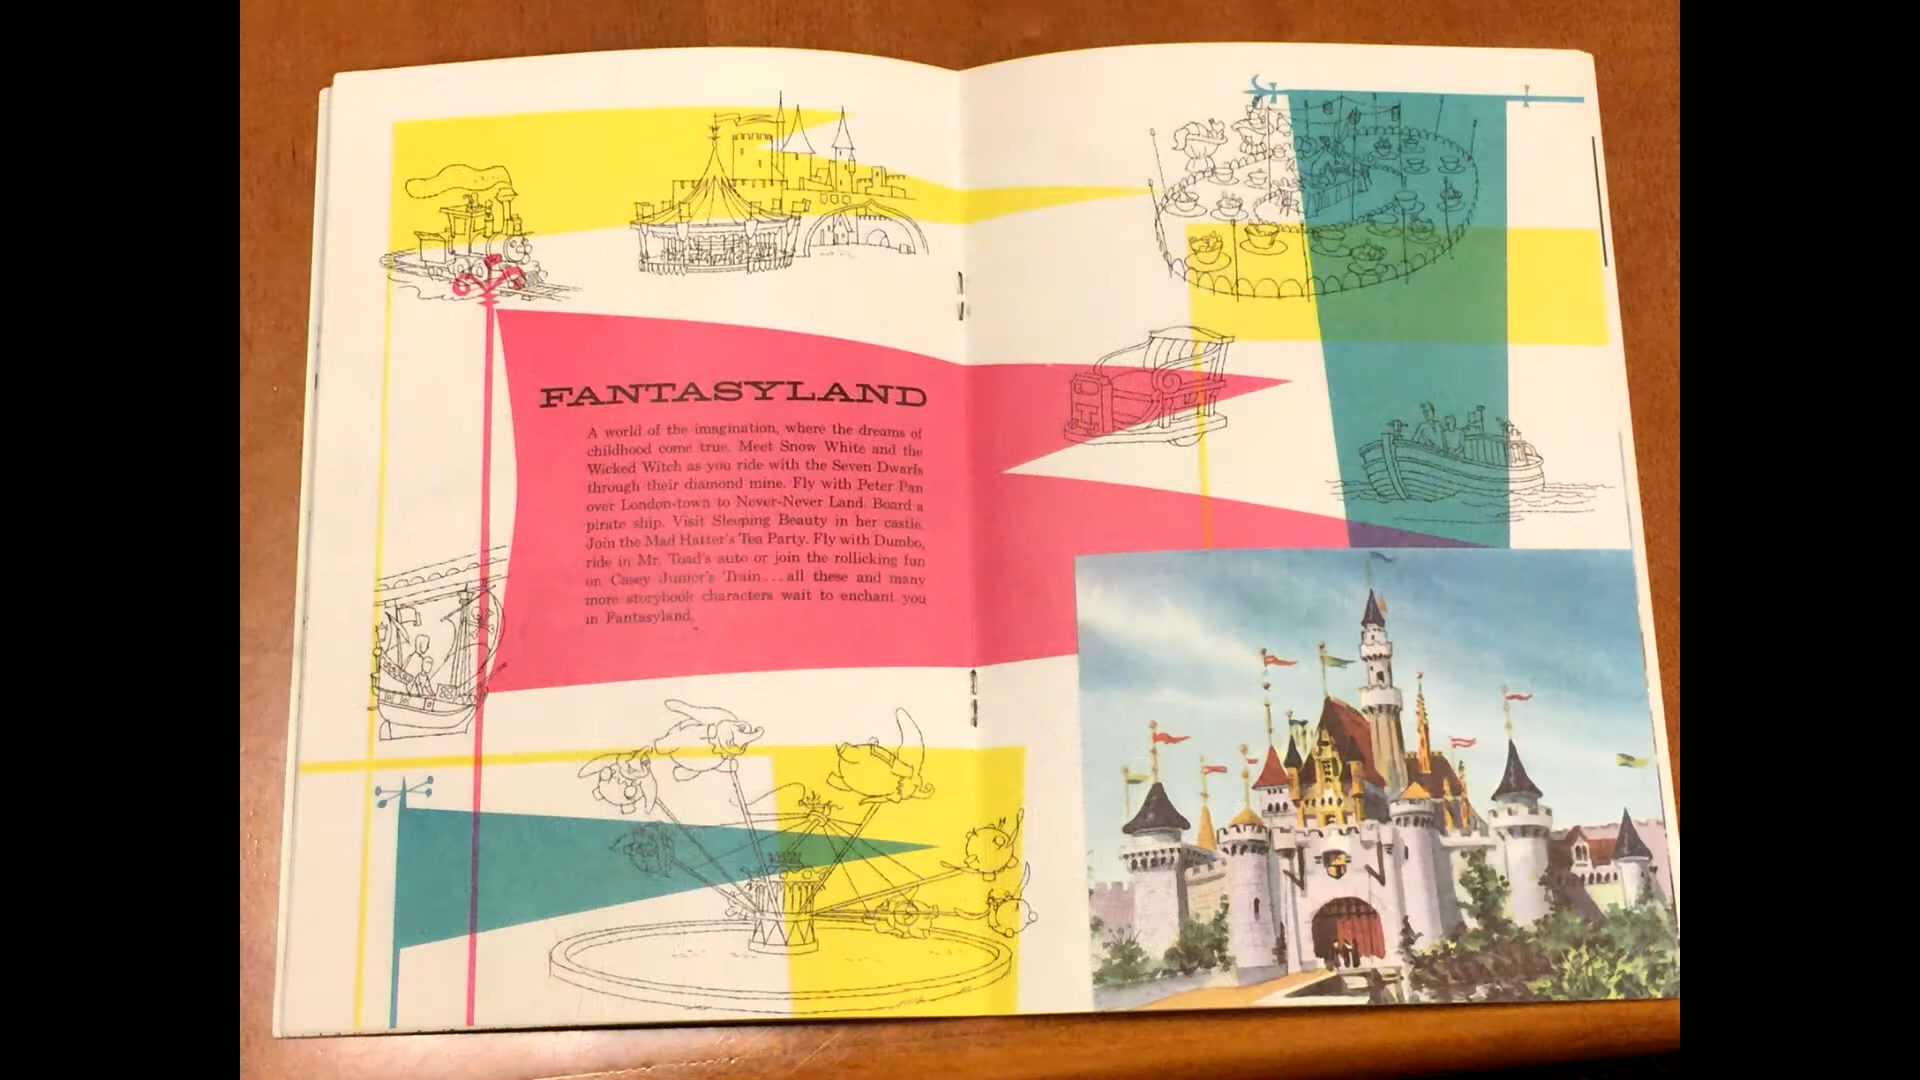 FANTASYLAND
A world of the imagination, where the dreams of
childhood come true. Meet Snow White and the
Wicked Witch as you ride with the Seven Dwarfs
through their diamond mine. Fly with Peter Pan
over London-town to Never-Never Land. Board a
pirate ship. Visit Sleeping Beauty in her castle.
Join the Mad Hatter's Tea Party. Fly with Dumbo,
ride in Mr. Toad's auto or join the rollicking fun
on Casey Junior's Train...all these and many
more storybook characters wait to enchant you
in Fantasyland.